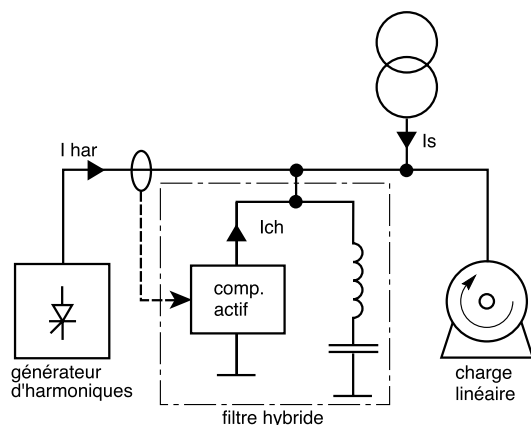 Is
I har
Ich
comp.
actif
générateur
d'harmoniques
charge
linéaire
filtre hybride